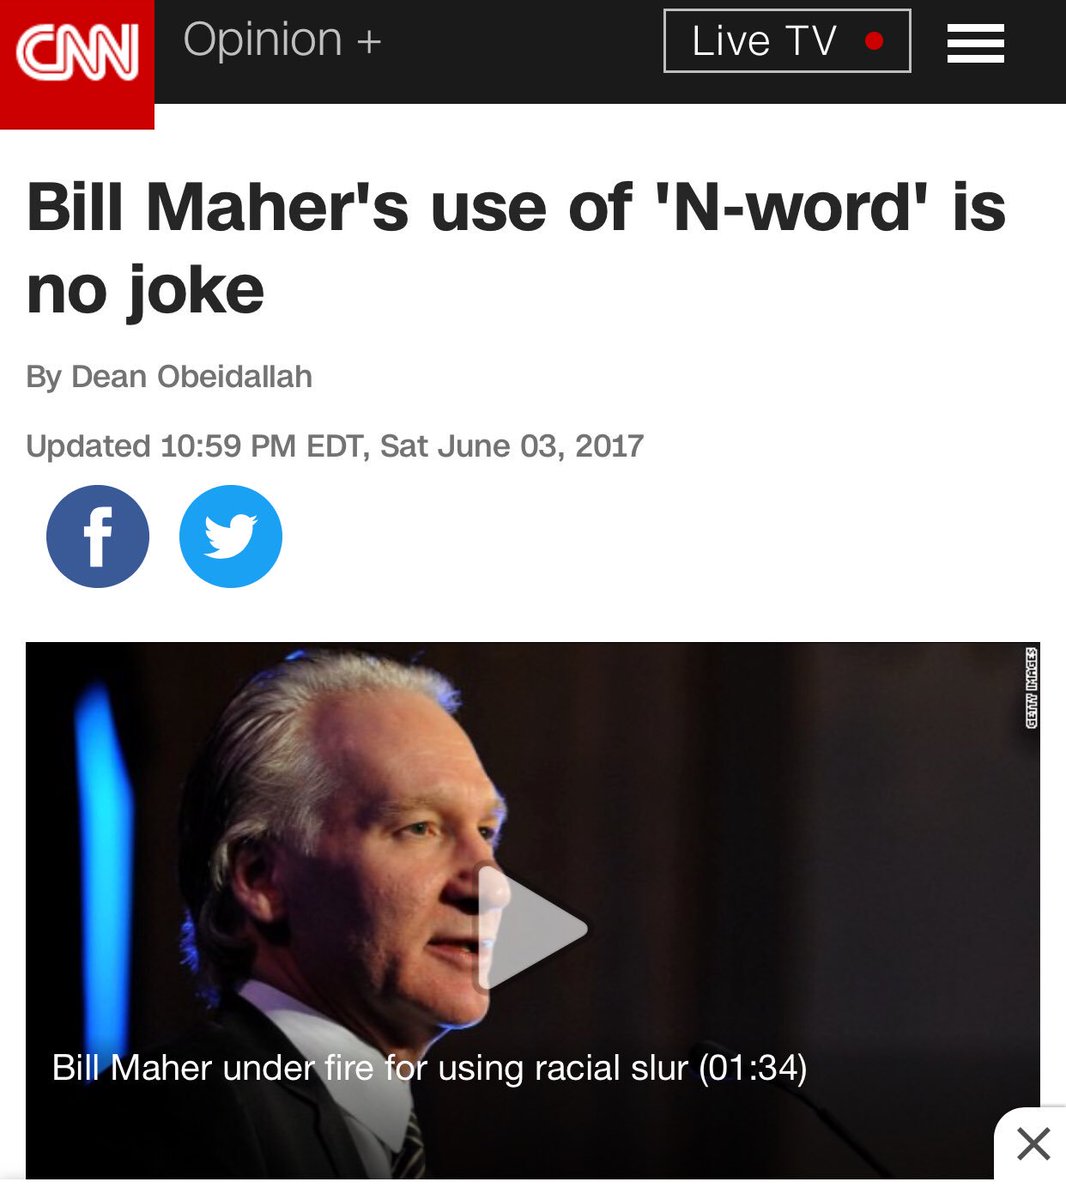 CNN Opinion + Live TV
Bill Maher's use of 'N-word' is
no joke
By Dean Obeidallah
Updated 10:59 PM EDT, Sat June 03, 2017
f
GETTY IMAGES
Bill Maher under fire for using racial slur (01:34)